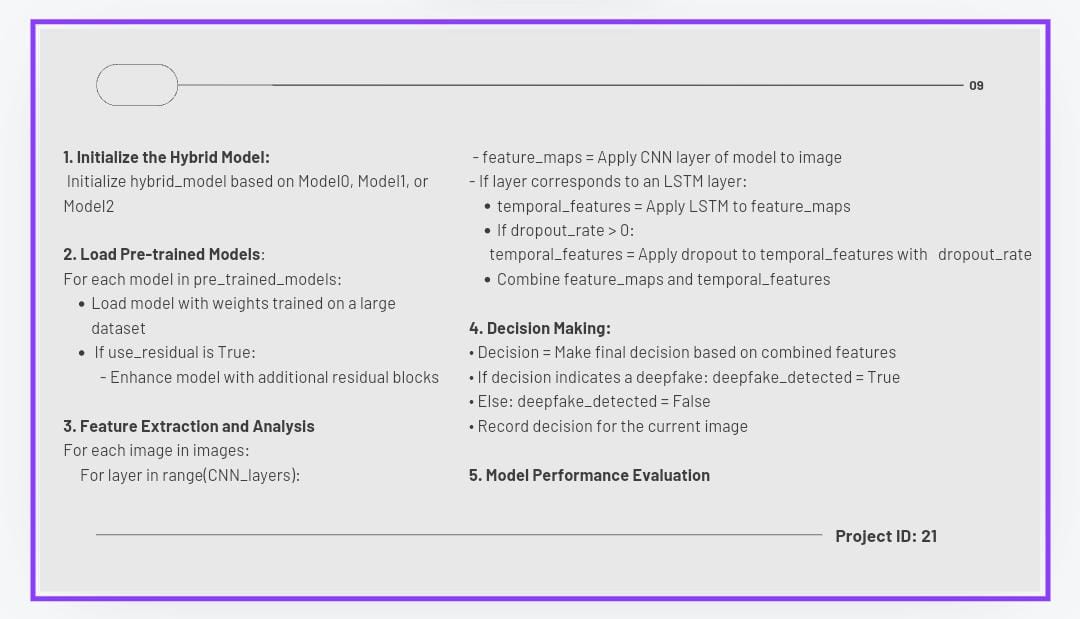 09
1. Initialize the Hybrid Model:
Initialize hybrid_model based on Model0, Model1, or
Model2
2. Load Pre-trained Models:
For each model in pre_trained_models:
• Load model with weights trained on a large
dataset
• If use_residual is True:
- Enhance model with additional residual blocks
3. Feature Extraction and Analysis
For each image in images:
For layer in range(CNN_layers):
- feature_maps = Apply CNN layer of model to image
- If layer corresponds to an LSTM layer:
• temporal_features = Apply LSTM to feature_maps
• If dropout_rate > 0:
temporal_features = Apply dropout to temporal_features with dropout_rate
• Combine feature_maps and temporal_features
4. Decision Making:
• Decision = Make final decision based on combined features
• If decision indicates a deepfake: deepfake_detected = True
• Else: deepfake_detected = False
• Record decision for the current image
5. Model Performance Evaluation
Project ID: 21